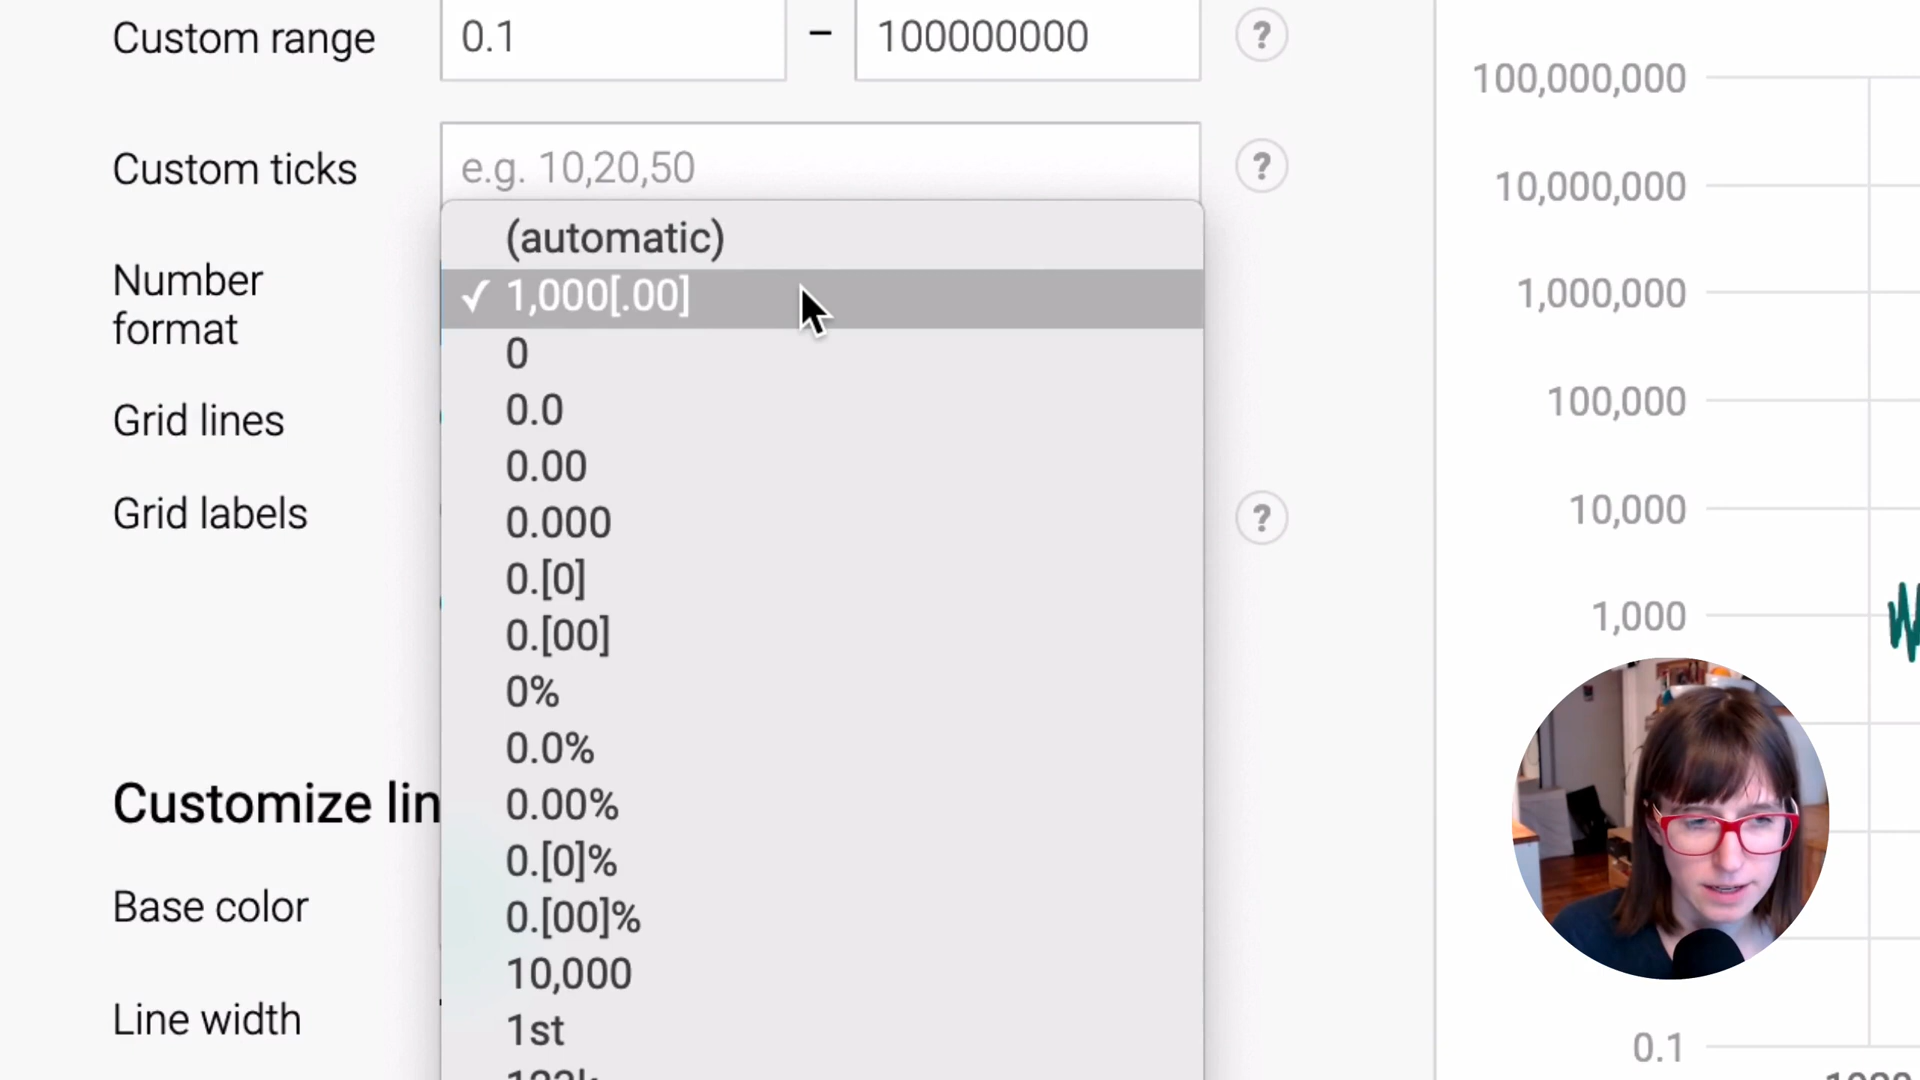 Custom range
0.1
–
100000000
?
Custom ticks
e.g. 10,20,50
?
Number
format
(automatic)
✓ 1,000[.00]
0
0.0
0.00
0.000
0.[0]
0.[00]
0%
0.0%
0.00%
0.[0]%
0.[00]%
10,000
1st
Grid lines
Grid labels
?
Customize lin
Base color
Line width
100,000,000
10,000,000
1,000,000
100,000
10,000
1,000
0.1